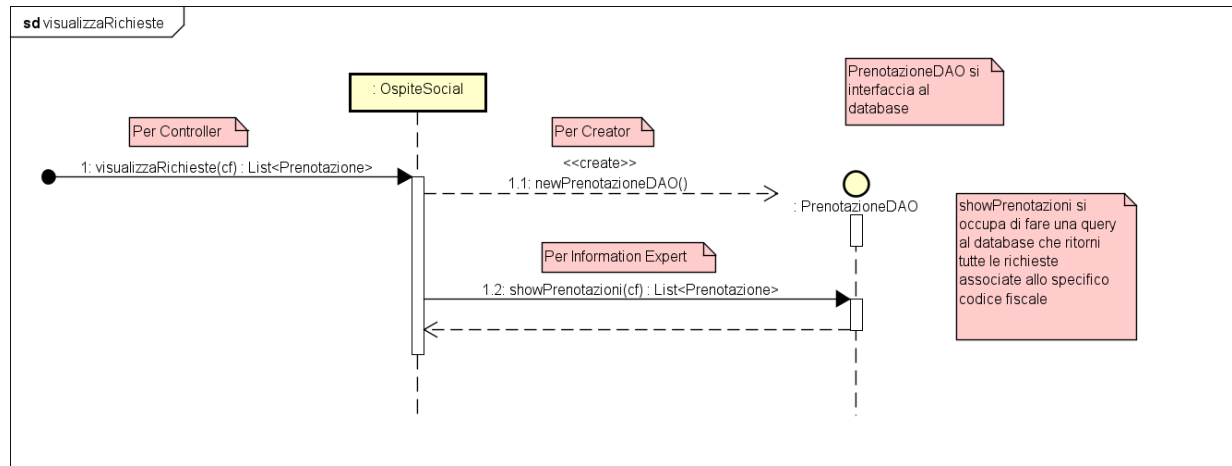 sd visualizzaRichieste
PrenotazioneDAO si
interfaccia al
database
: OspiteSocial
Per Controller
Per Creator
<<create>>
1: visualizzaRichieste(cf) : List<Prenotazione>
1.1: newPrenotazioneDAO()
: PrenotazioneDAO
showPrenotazioni si
occupa di fare una query
al database che ritorni
tutte le richieste
associate allo specifico
codice fiscale
Per Information Expert
1.2: showPrenotazioni(cf) : List<Prenotazione>